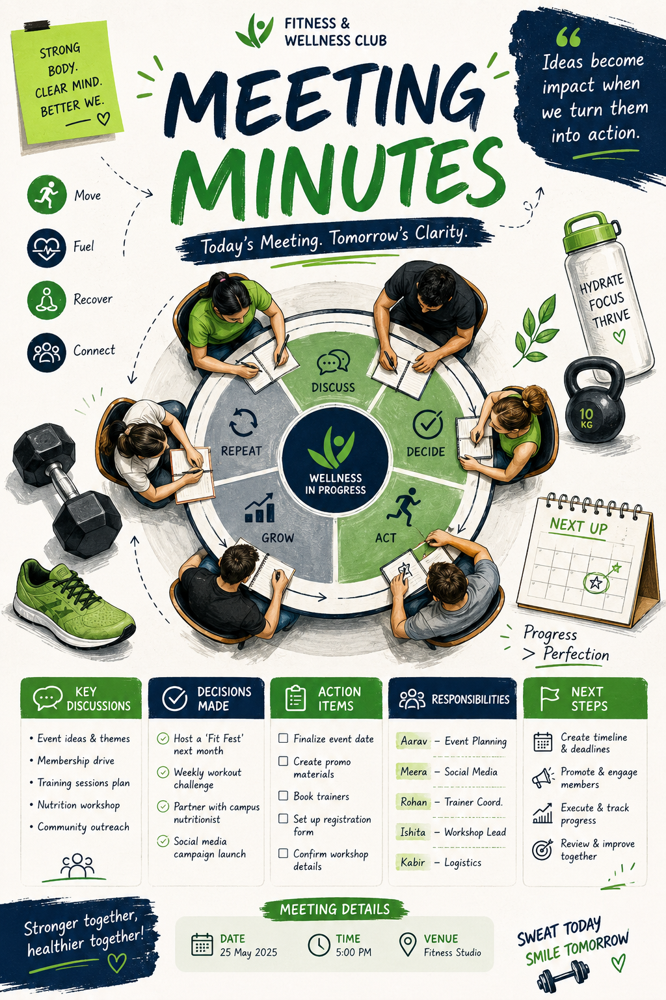 FITNESS &
WELLNESS CLUB
STRONG
BODY.
CLEAR MIND.
BETTER WE.
MEETING
MINUTES
Today's Meeting. Tomorrow's Clarity.
“
Ideas become
impact when
we turn them
into action.
Move
Fuel
Recover
Connect
HYDRATE
FOCUS
THRIVE
10
KG
DISCUSS
DECIDE
ACT
GROW
REPEAT
WELLNESS
IN PROGRESS
NEXT UP
Progress
> Perfection
KEY
DISCUSSIONS
• Event ideas & themes
• Membership drive
• Training sessions plan
• Nutrition workshop
• Community outreach
DECISIONS
MADE
Host a 'Fit Fest'
next month
Weekly workout
challenge
Partner with campus
nutritionist
Social media
campaign launch
ACTION
ITEMS
Finalize event date
Create promo
materials
Book trainers
Set up registration
form
Confirm workshop
details
RESPONSIBILITIES
Aarav – Event Planning
Meera – Social Media
Rohan – Trainer Coord.
Ishita – Workshop Lead
Kabir – Logistics
NEXT
STEPS
Create timeline
& deadlines
Promote & engage
members
Execute & track
progress
Review & improve
together
Stronger together,
healthier together!
MEETING DETAILS
DATE
25 May 2025
TIME
5:00 PM
VENUE
Fitness Studio
SWEAT TODAY
SMILE TOMORROW